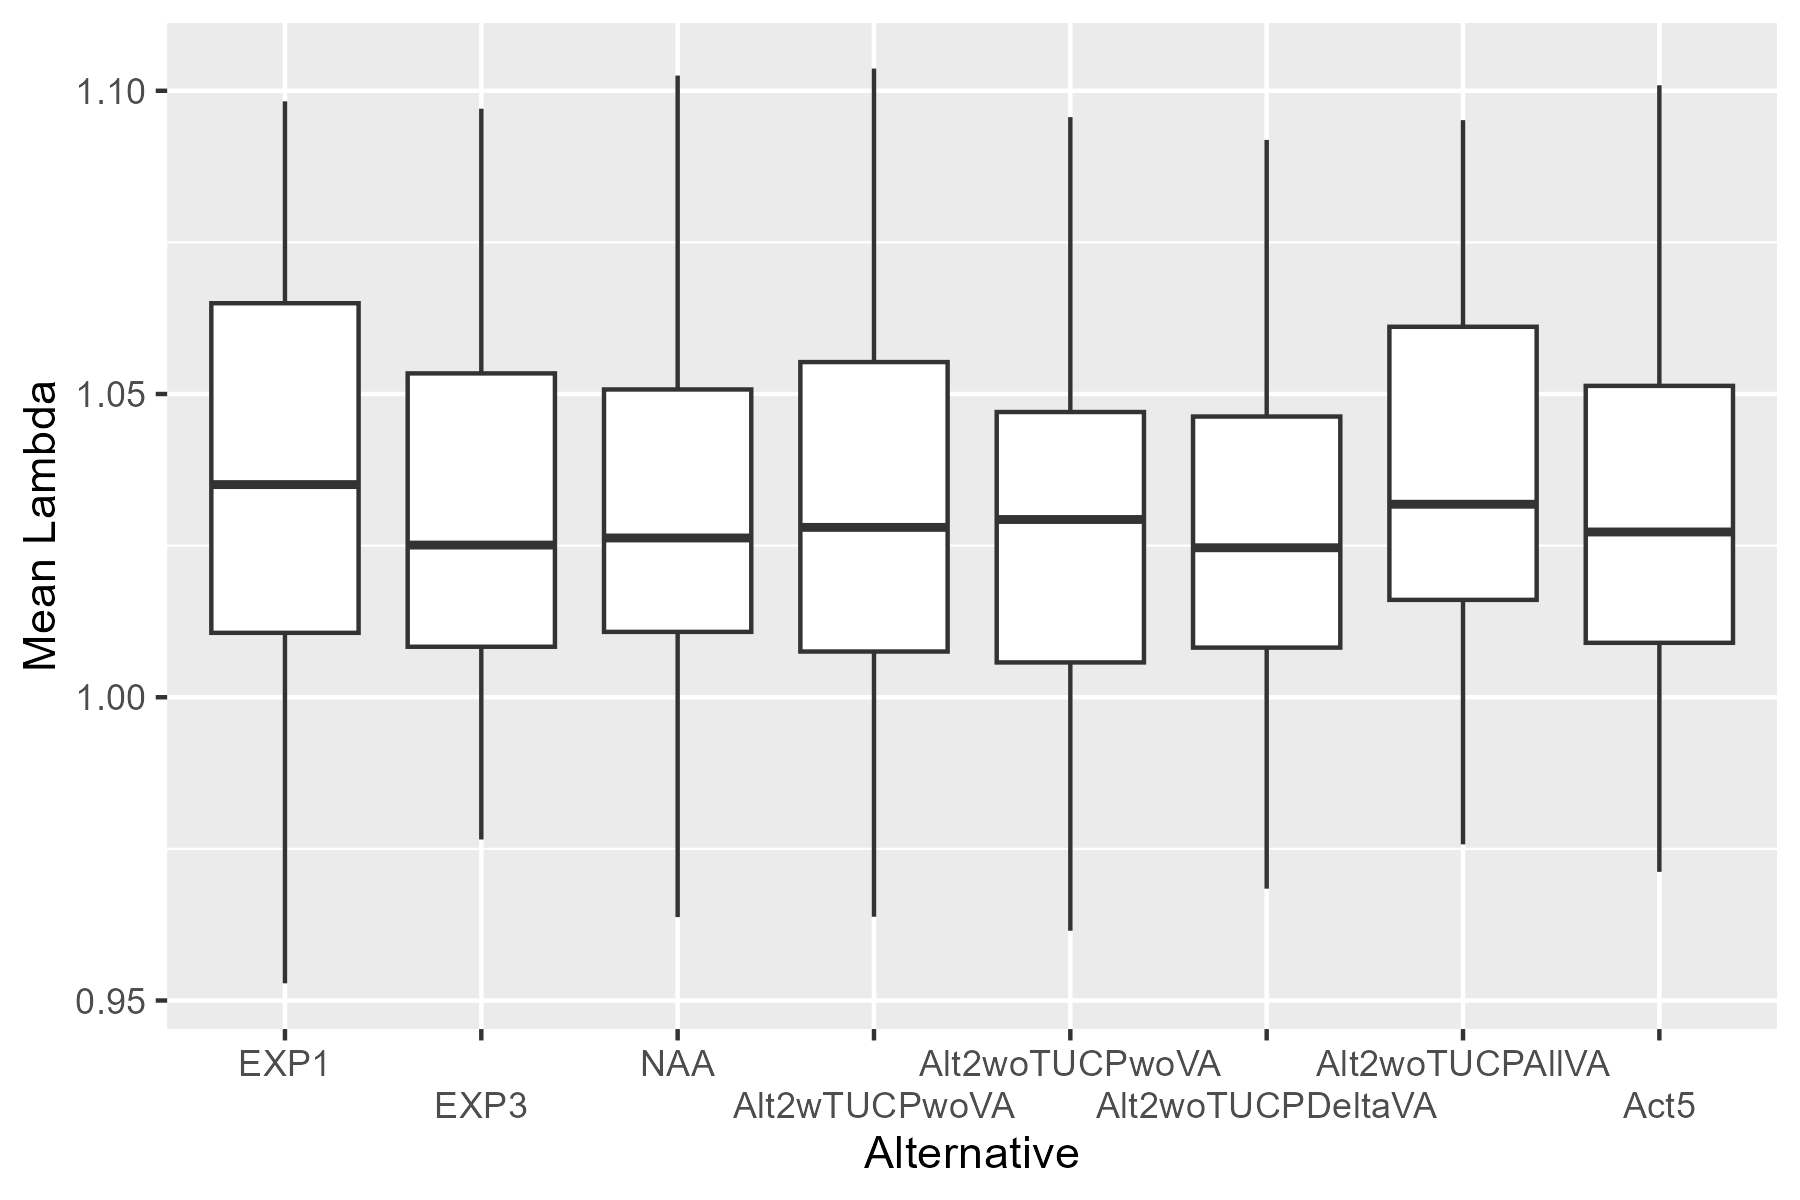 Mean Lambda
1.10
1.05
1.00
0.95
EXP1
EXP3
NAA
Alt2wTUCPwoVA
Alt2woTUCPwoVA
Alt2woTUCPDeltaVA
Alt2woTUCPAllVA
Act5
Alternative